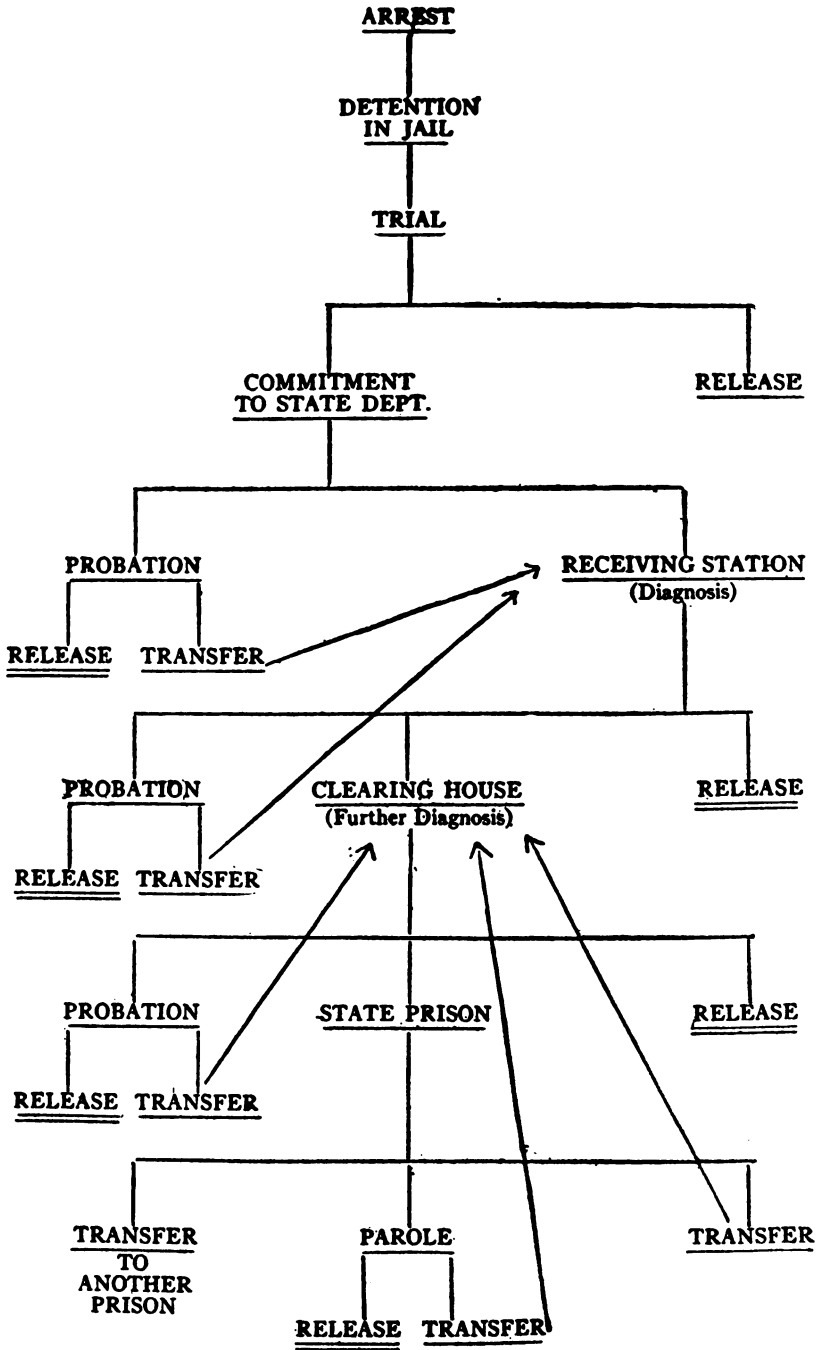 ARREST
DETENTION
IN JAIL
TRIAL
COMMITMENT
TO STATE DEPT.
RELEASE
PROBATION
RECEIVING STATION
(Diagnosis)
RELEASE
TRANSFER
PROBATION
CLEARING HOUSE
(Further Diagnosis)
RELEASE
RELEASE
TRANSFER
PROBATION
STATE PRISON
RELEASE
RELEASE
TRANSFER
TRANSFER
TO
ANOTHER
PRISON
PAROLE
TRANSFER
RELEASE
TRANSFER